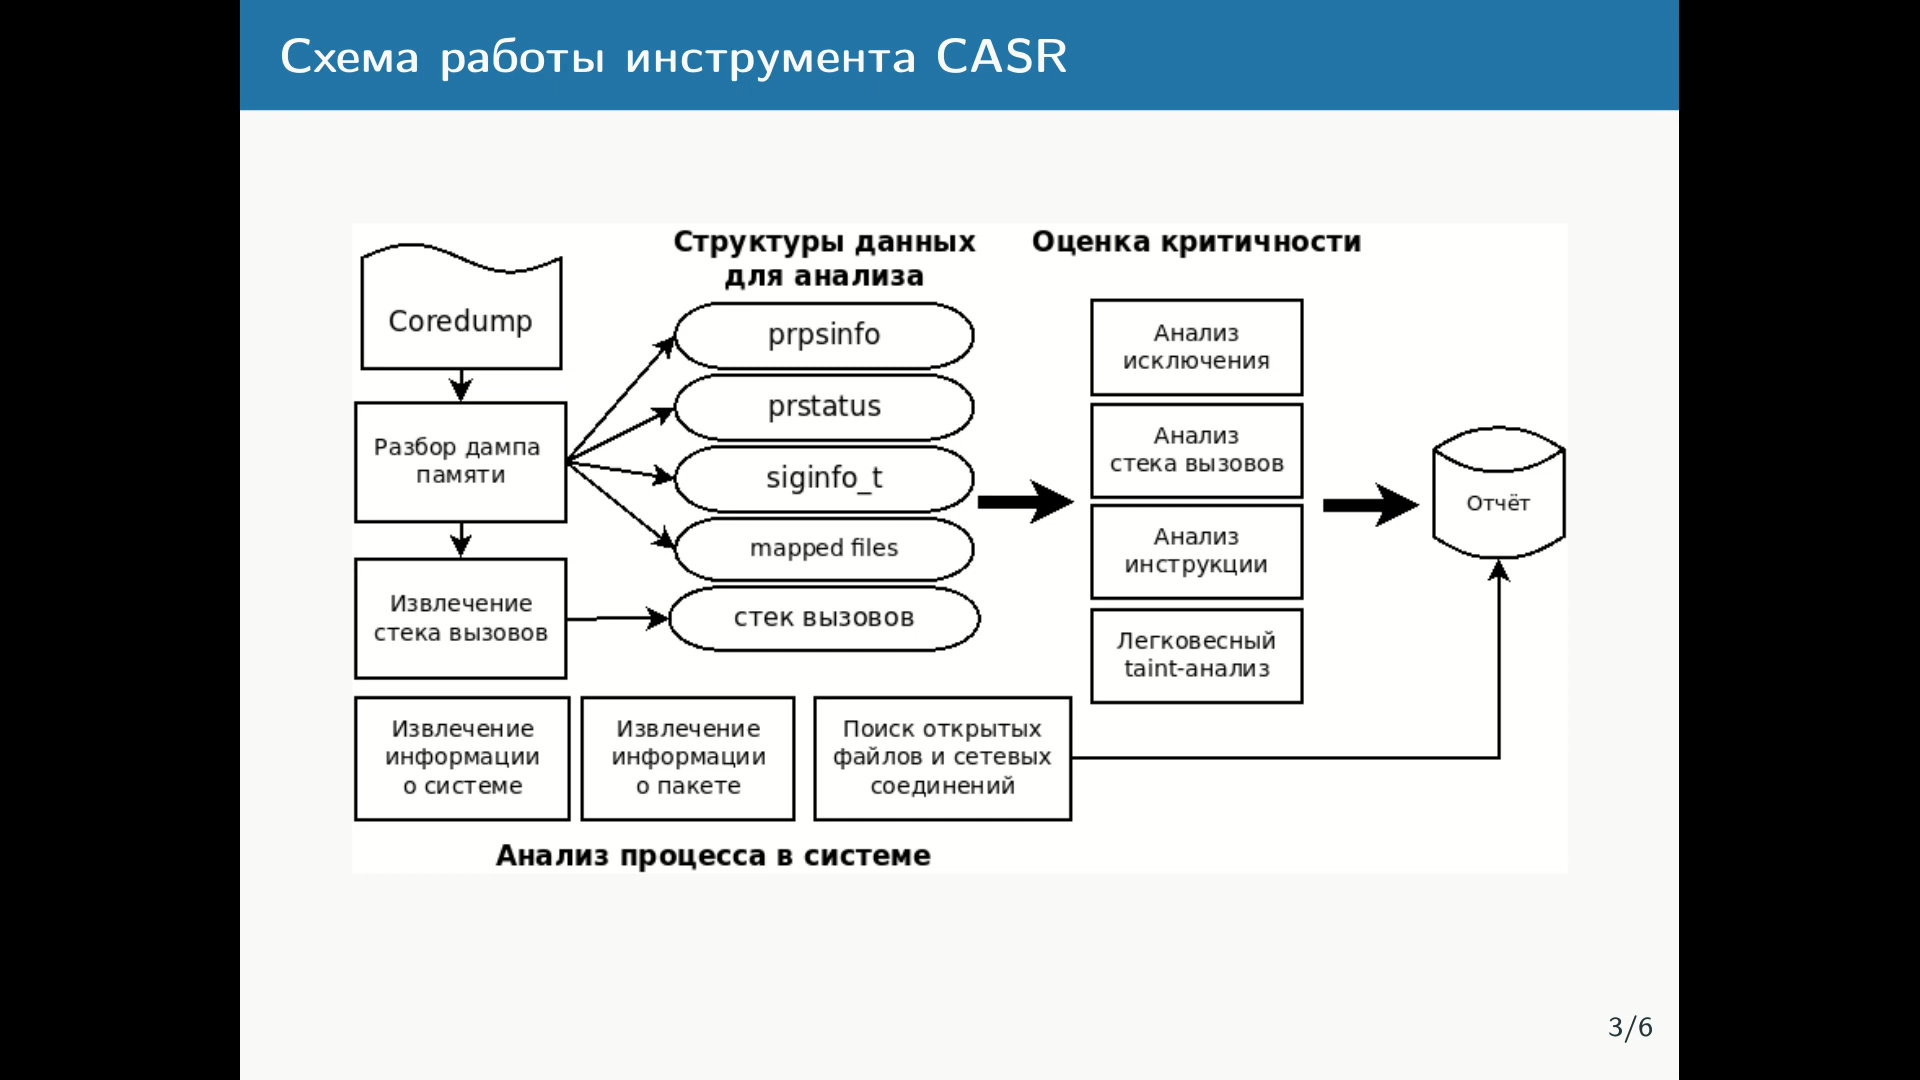 Схема работы инструмента CASR
Структуры данных
для анализа
Оценка критичности
Coredump
Разбор дампа
памяти
Извлечение
стека вызовов
prpsinfo
prstatus
siginfo_t
mapped files
стек вызовов
Анализ
исключения
Анализ
стека вызовов
Анализ
инструкции
Легковесный
taint-анализ
Отчёт
Извлечение
информации
о системе
Извлечение
информации
о пакете
Поиск открытых
файлов и сетевых
соединений
Анализ процесса в системе
3/6